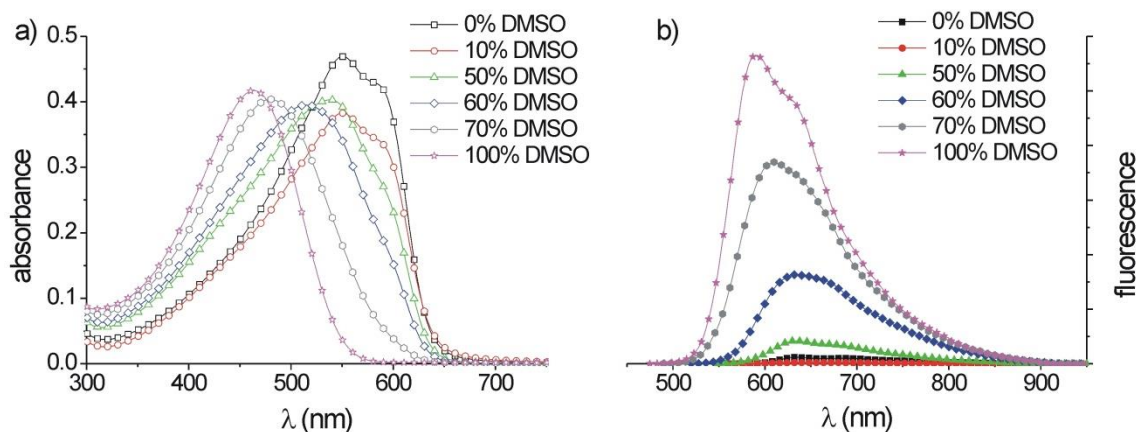 a)
0% DMSO
10% DMSO
50% DMSO
60% DMSO
70% DMSO
100% DMSO
absorbance
0.5
0.4
0.3
0.2
0.1
0.0
300
400
500
600
700
λ (nm)
b)
0% DMSO
10% DMSO
50% DMSO
60% DMSO
70% DMSO
100% DMSO
fluorescence
500
600
700
800
900
λ (nm)